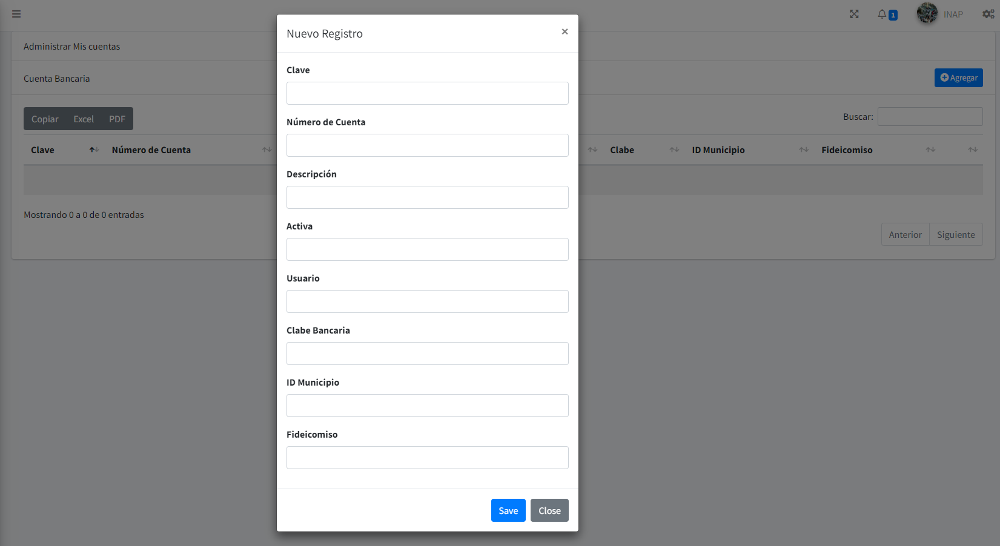 1
INAP
Administrar Mis cuentas
Cuenta Bancaria
Agregar
Copiar Excel PDF
Buscar:
Clave Número de Cuenta Clabe ID Municipio Fideicomiso
Mostrando 0 a 0 de 0 entradas
Anterior Siguiente
Nuevo Registro
×
Clave
Número de Cuenta
Descripción
Activa
Usuario
Clabe Bancaria
ID Municipio
Fideicomiso
Save Close